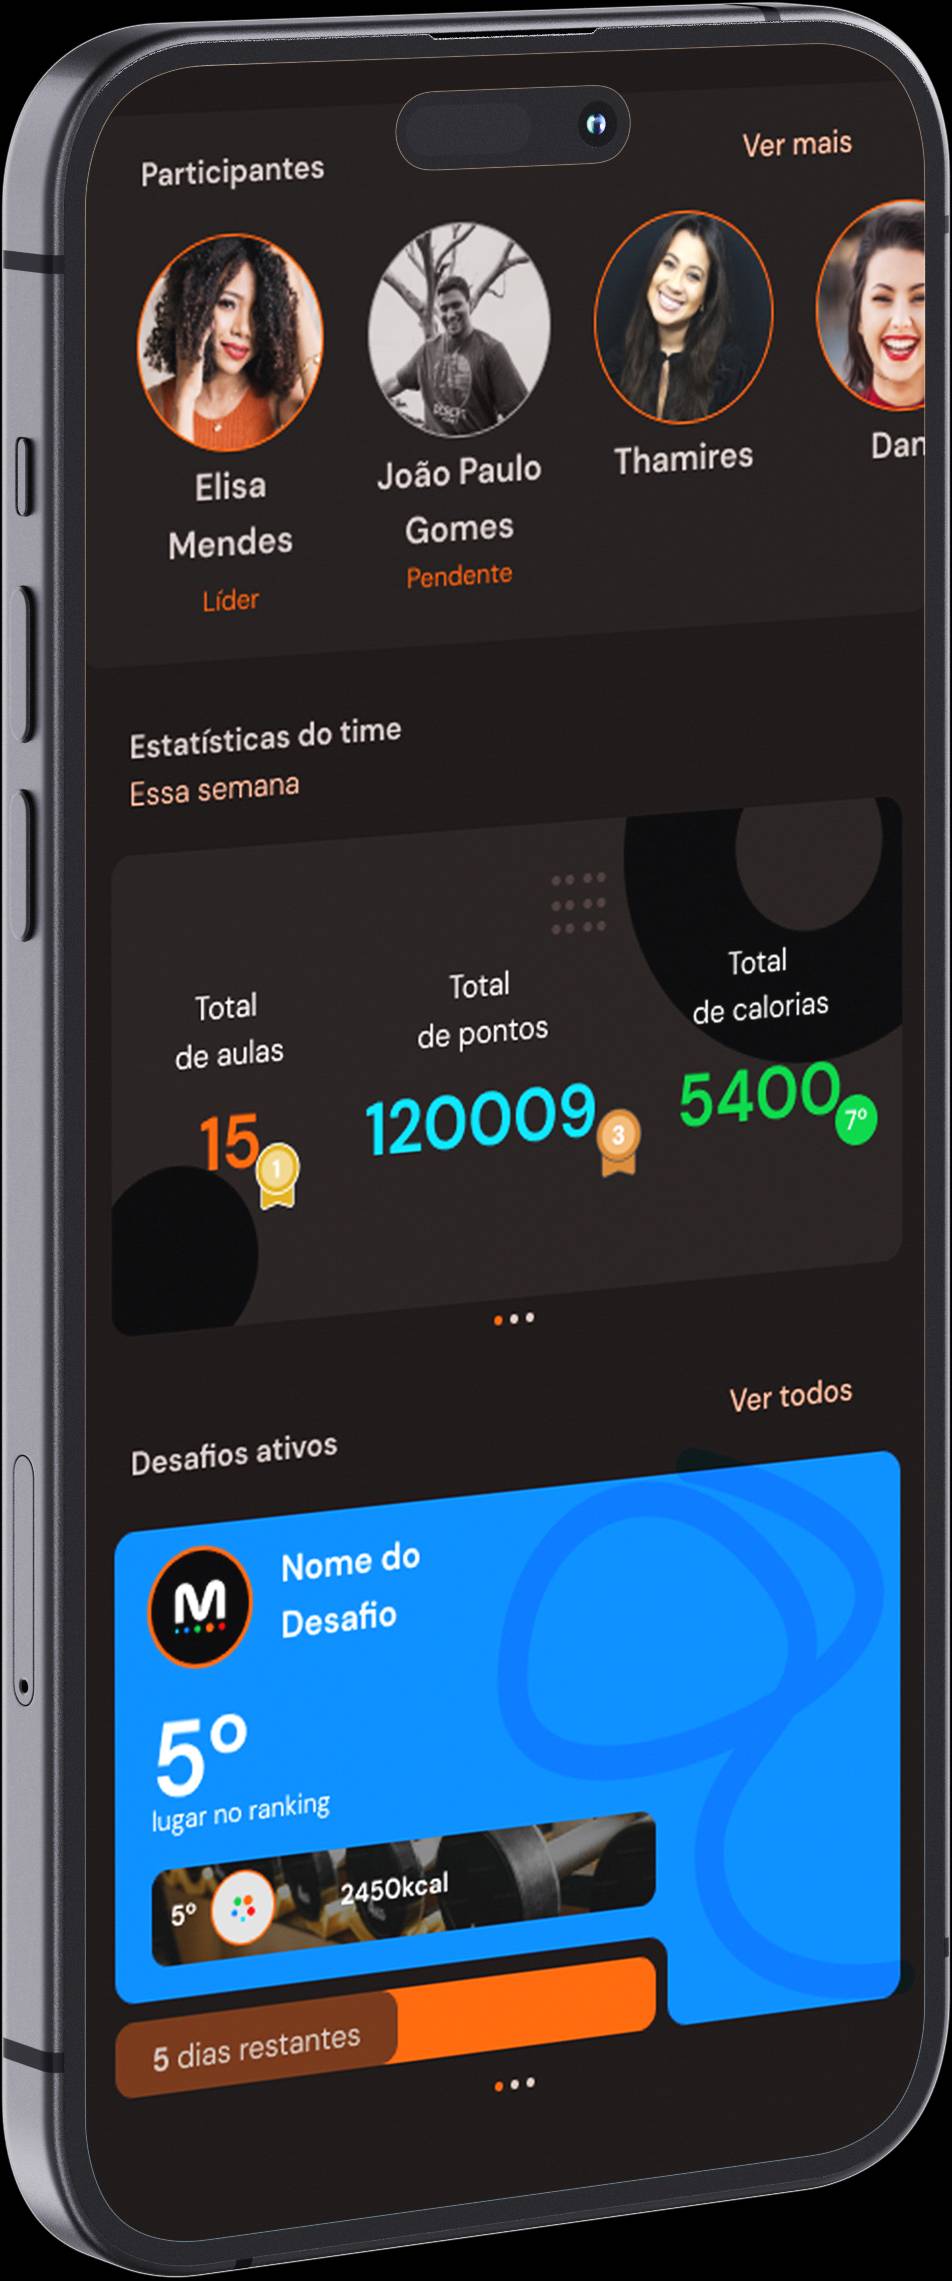 Participantes
Ver mais
Elisa
Mendes
Líder
João Paulo
Gomes
Pendente
Thamires
Dan
Estatísticas do time
Essa semana
Total
de aulas
15
1
Total
de pontos
120009
3
Total
de calorias
5400
7º
Desafios ativos
Ver todos
M
Nome do
Desafio
5º
lugar no ranking
5º
2450kcal
5 dias restantes